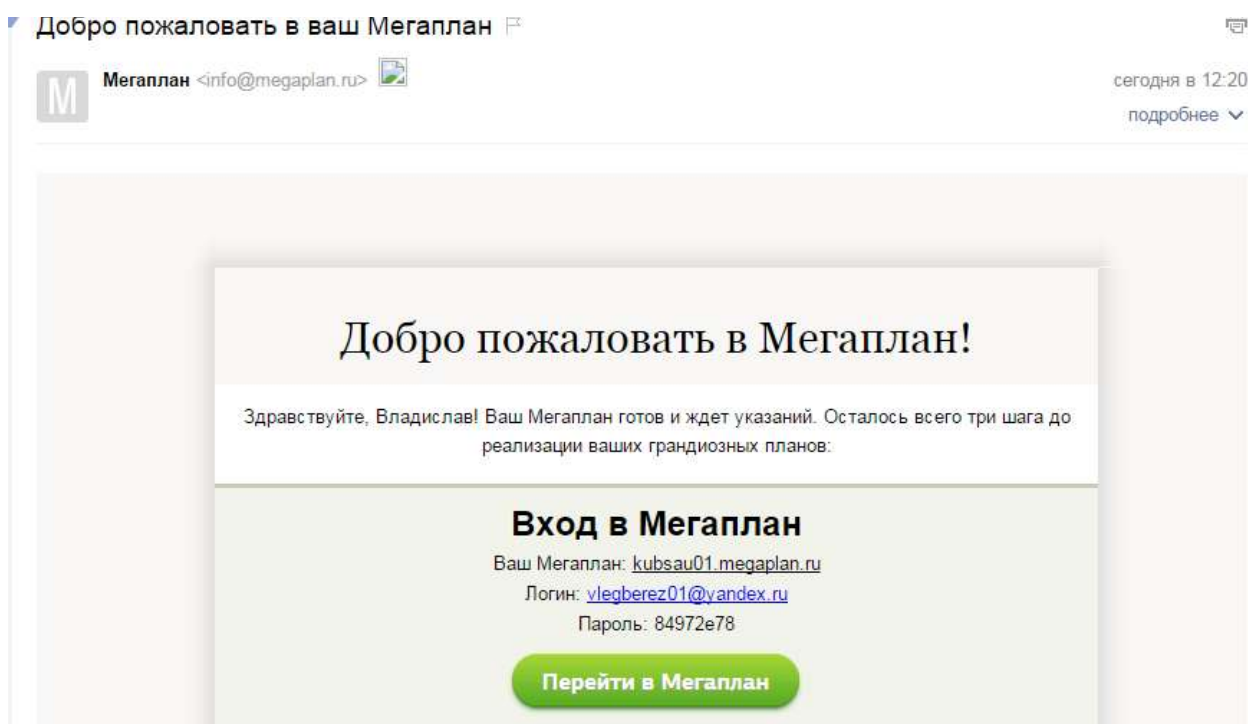 Добро пожаловать в ваш Мегаплан
М
Мегаплан <info@megaplan.ru>
сегодня в 12:20
подробнее
Добро пожаловать в Мегаплан!
Здравствуйте, Владислав! Ваш Мегаплан готов и ждет указаний. Осталось всего три шага до
реализации ваших грандиозных планов:
Вход в Мегаплан
Ваш Мегаплан: kubsau01.megaplan.ru
Логин: vlegberez01@yandex.ru
Пароль: 84972e78
Перейти в Мегаплан